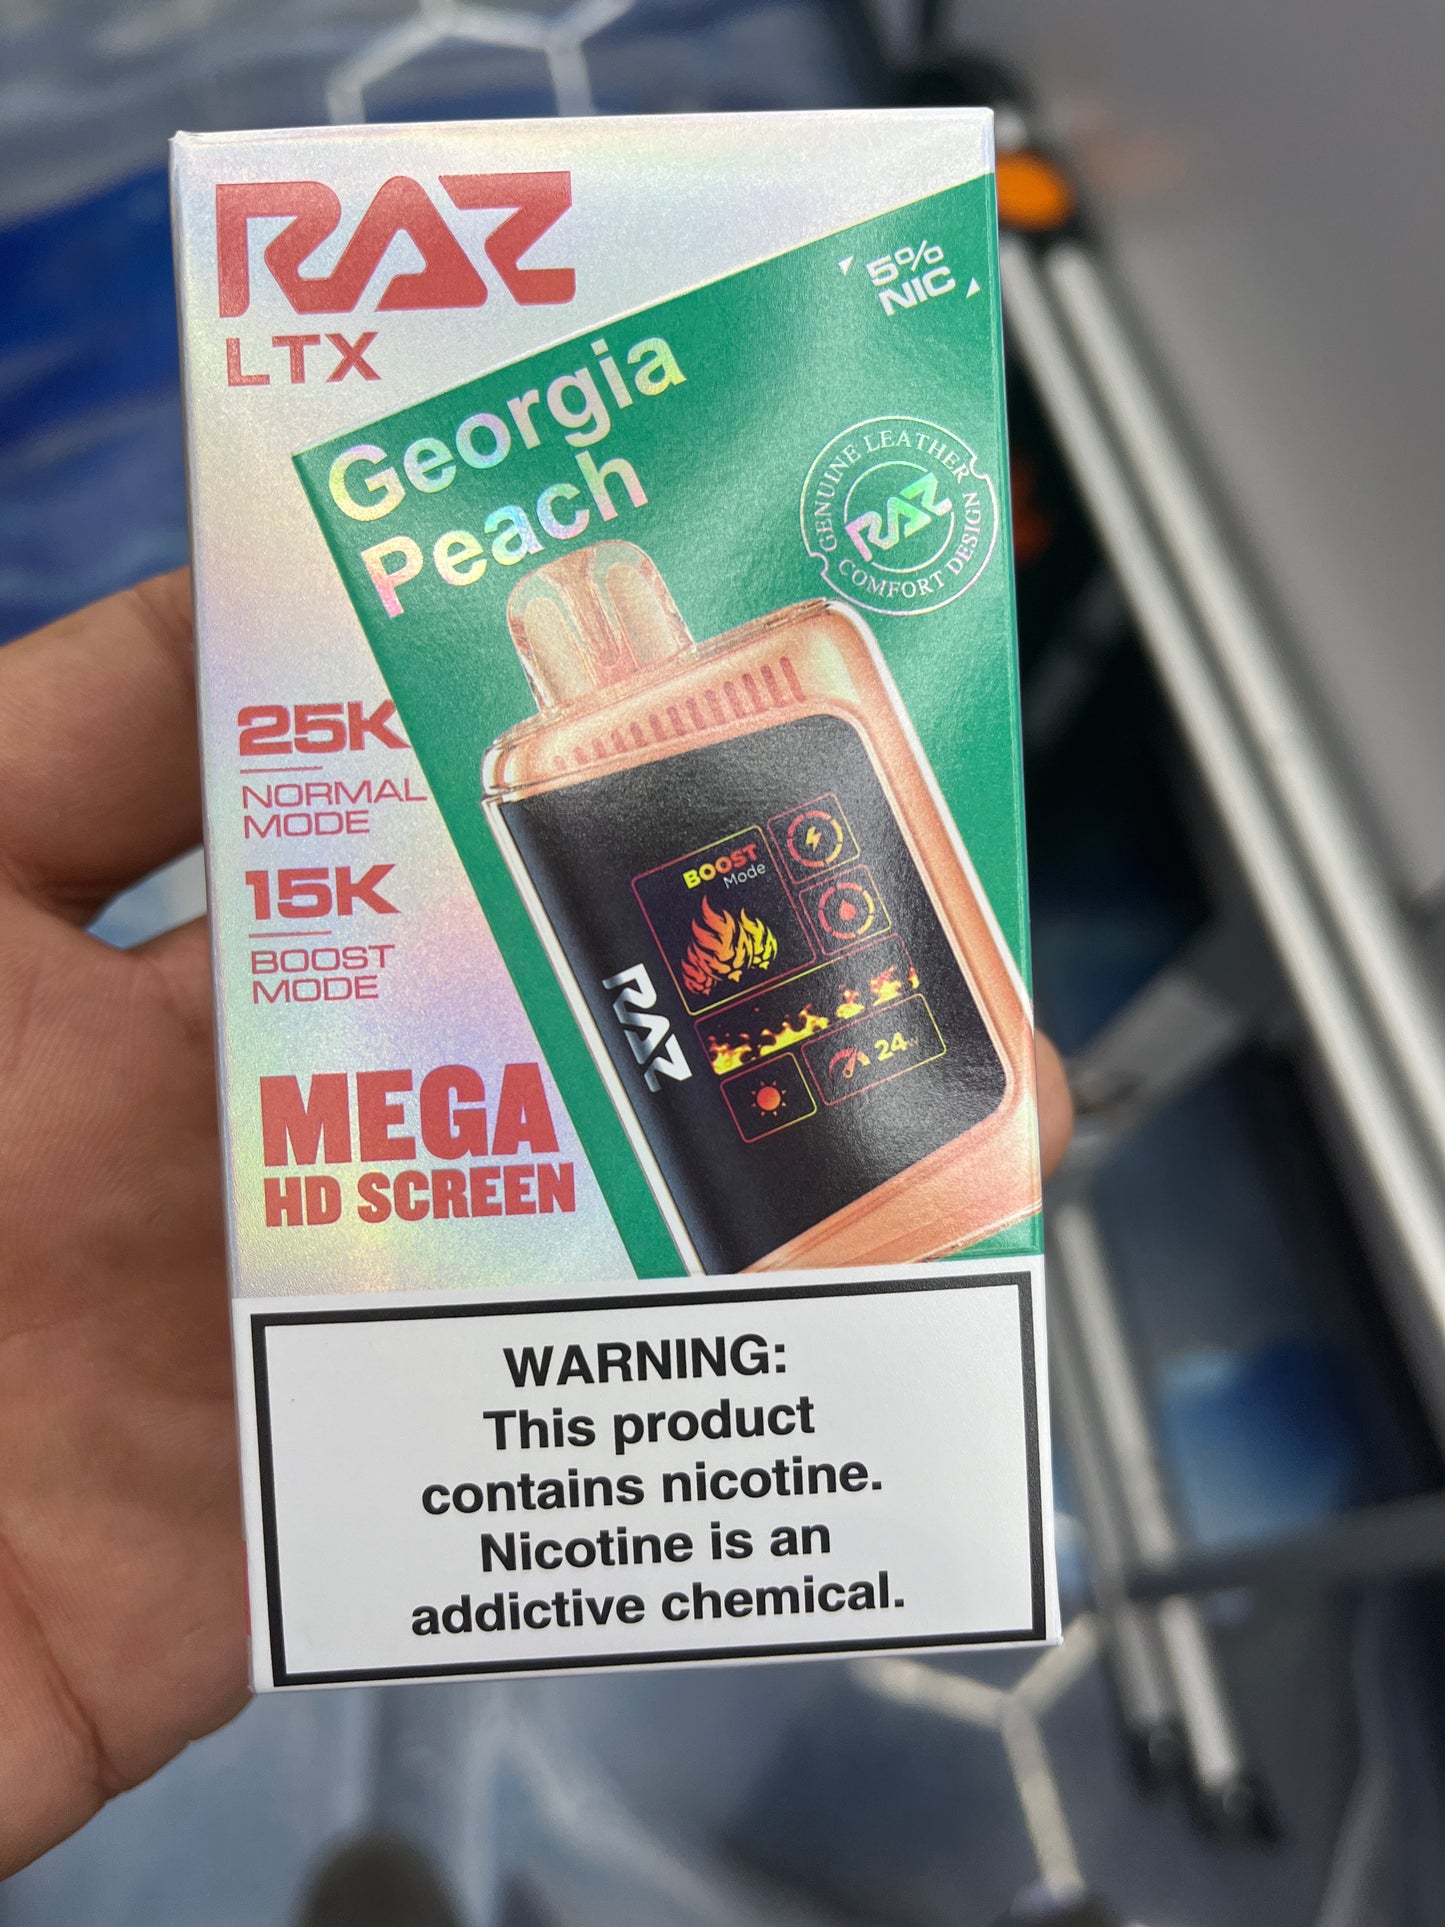 RAZ
LTX
5%
NIC
Georgia
Peach
GENUINE LEATHER
RAZ
COMFORT DESIGN
25K
NORMAL
MODE
15K
BOOST
MODE
MEGA
HD SCREEN
BOOST
Mode
RAZ
24W
WARNING:
This product
contains nicotine.
Nicotine is an
addictive chemical.